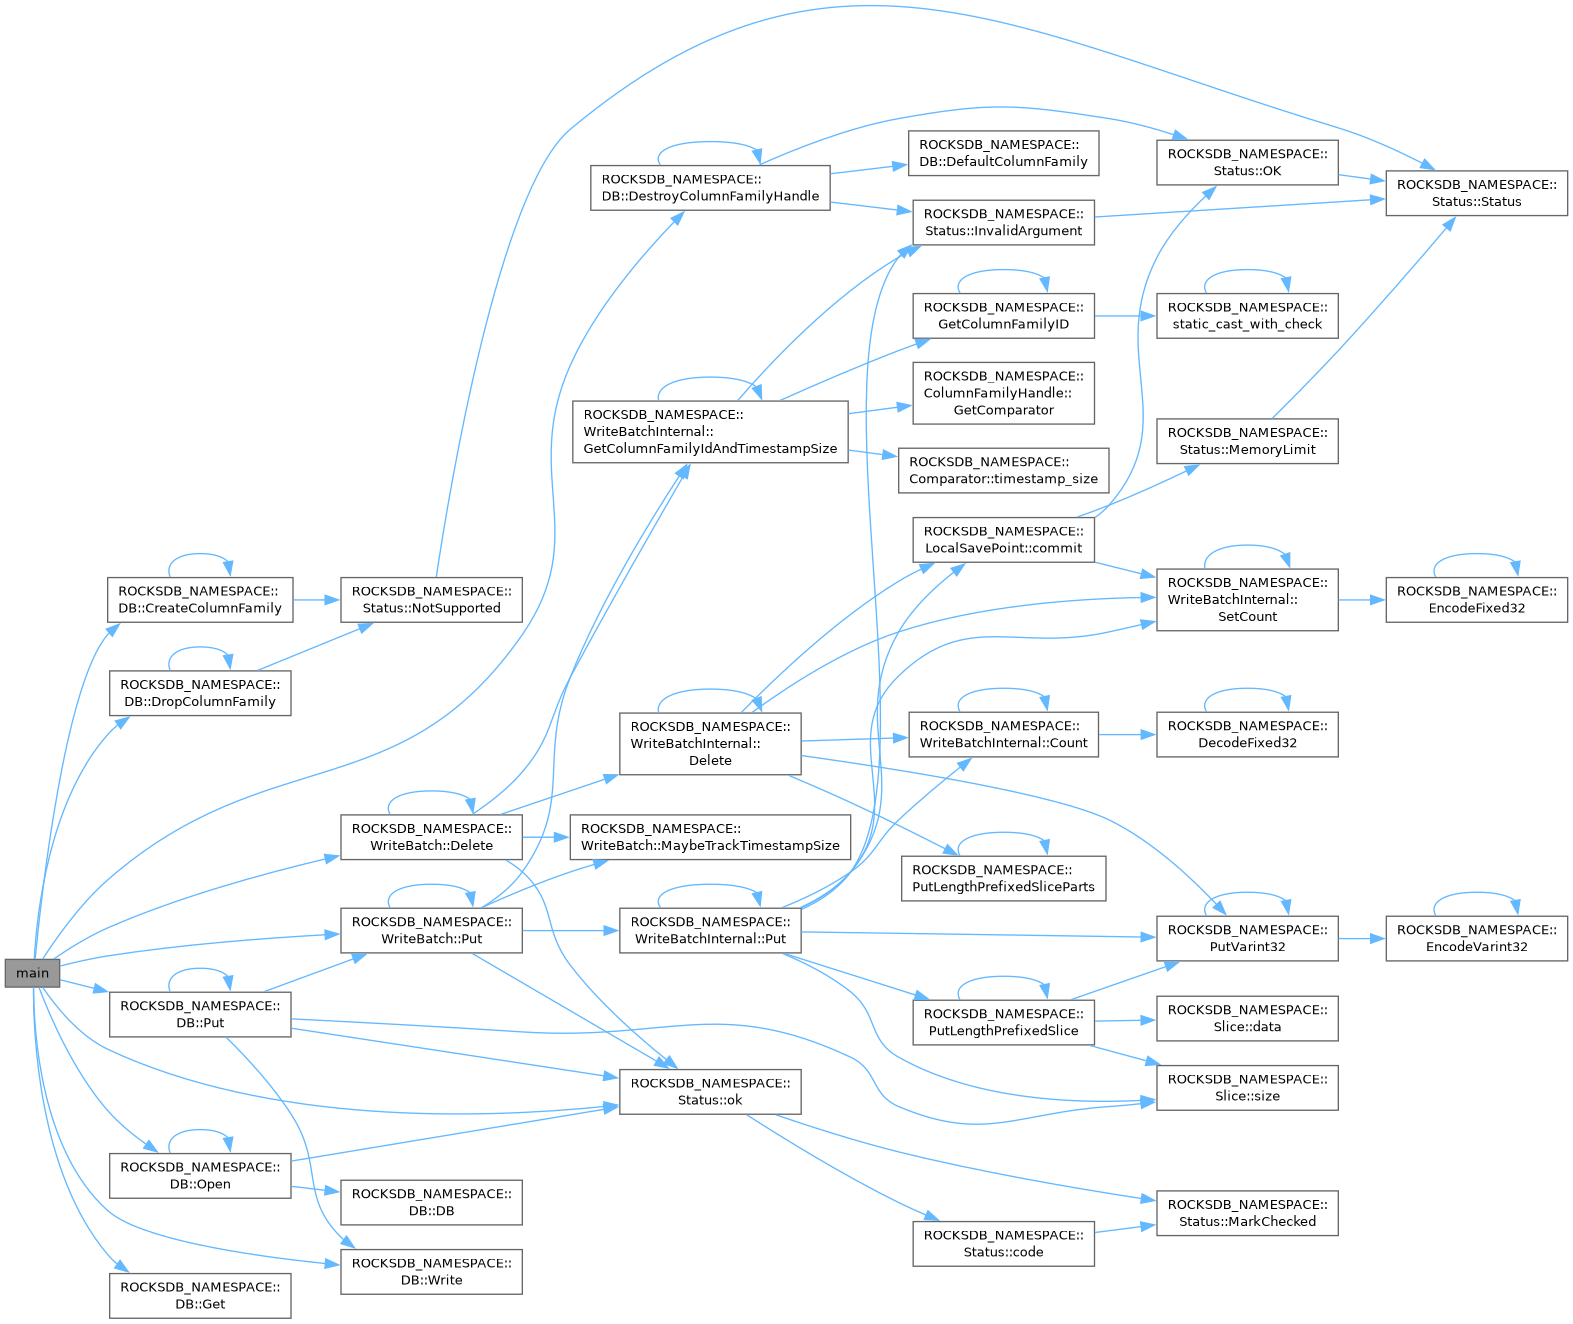 main
ROCKSDB_NAMESPACE::
DB::CreateColumnFamily
ROCKSDB_NAMESPACE::
DB::DropColumnFamily
ROCKSDB_NAMESPACE::
DB::Put
ROCKSDB_NAMESPACE::
DB::Open
ROCKSDB_NAMESPACE::
DB::Get
ROCKSDB_NAMESPACE::
Status::NotSupported
ROCKSDB_NAMESPACE::
WriteBatch::Delete
ROCKSDB_NAMESPACE::
WriteBatch::Put
ROCKSDB_NAMESPACE::
DB::DB
ROCKSDB_NAMESPACE::
DB::Write
ROCKSDB_NAMESPACE::
DB::DestroyColumnFamilyHandle
ROCKSDB_NAMESPACE::
WriteBatchInternal::
GetColumnFamilyIdAndTimestampSize
ROCKSDB_NAMESPACE::
WriteBatchInternal::
Delete
ROCKSDB_NAMESPACE::
WriteBatch::MaybeTrackTimestampSize
ROCKSDB_NAMESPACE::
WriteBatchInternal::Put
ROCKSDB_NAMESPACE::
Status::ok
ROCKSDB_NAMESPACE::
DB::DefaultColumnFamily
ROCKSDB_NAMESPACE::
Status::InvalidArgument
ROCKSDB_NAMESPACE::
GetColumnFamilyID
ROCKSDB_NAMESPACE::
ColumnFamilyHandle::
GetComparator
ROCKSDB_NAMESPACE::
Comparator::timestamp_size
ROCKSDB_NAMESPACE::
LocalSavePoint::commit
ROCKSDB_NAMESPACE::
WriteBatchInternal::Count
ROCKSDB_NAMESPACE::
PutLengthPrefixedSliceParts
ROCKSDB_NAMESPACE::
PutLengthPrefixedSlice
ROCKSDB_NAMESPACE::
Status::code
ROCKSDB_NAMESPACE::
Status::OK
ROCKSDB_NAMESPACE::
static_cast_with_check
ROCKSDB_NAMESPACE::
Status::MemoryLimit
ROCKSDB_NAMESPACE::
WriteBatchInternal::
SetCount
ROCKSDB_NAMESPACE::
DecodeFixed32
ROCKSDB_NAMESPACE::
PutVarint32
ROCKSDB_NAMESPACE::
Slice::data
ROCKSDB_NAMESPACE::
Slice::size
ROCKSDB_NAMESPACE::
Status::MarkChecked
ROCKSDB_NAMESPACE::
Status::Status
ROCKSDB_NAMESPACE::
EncodeFixed32
ROCKSDB_NAMESPACE::
EncodeVarint32